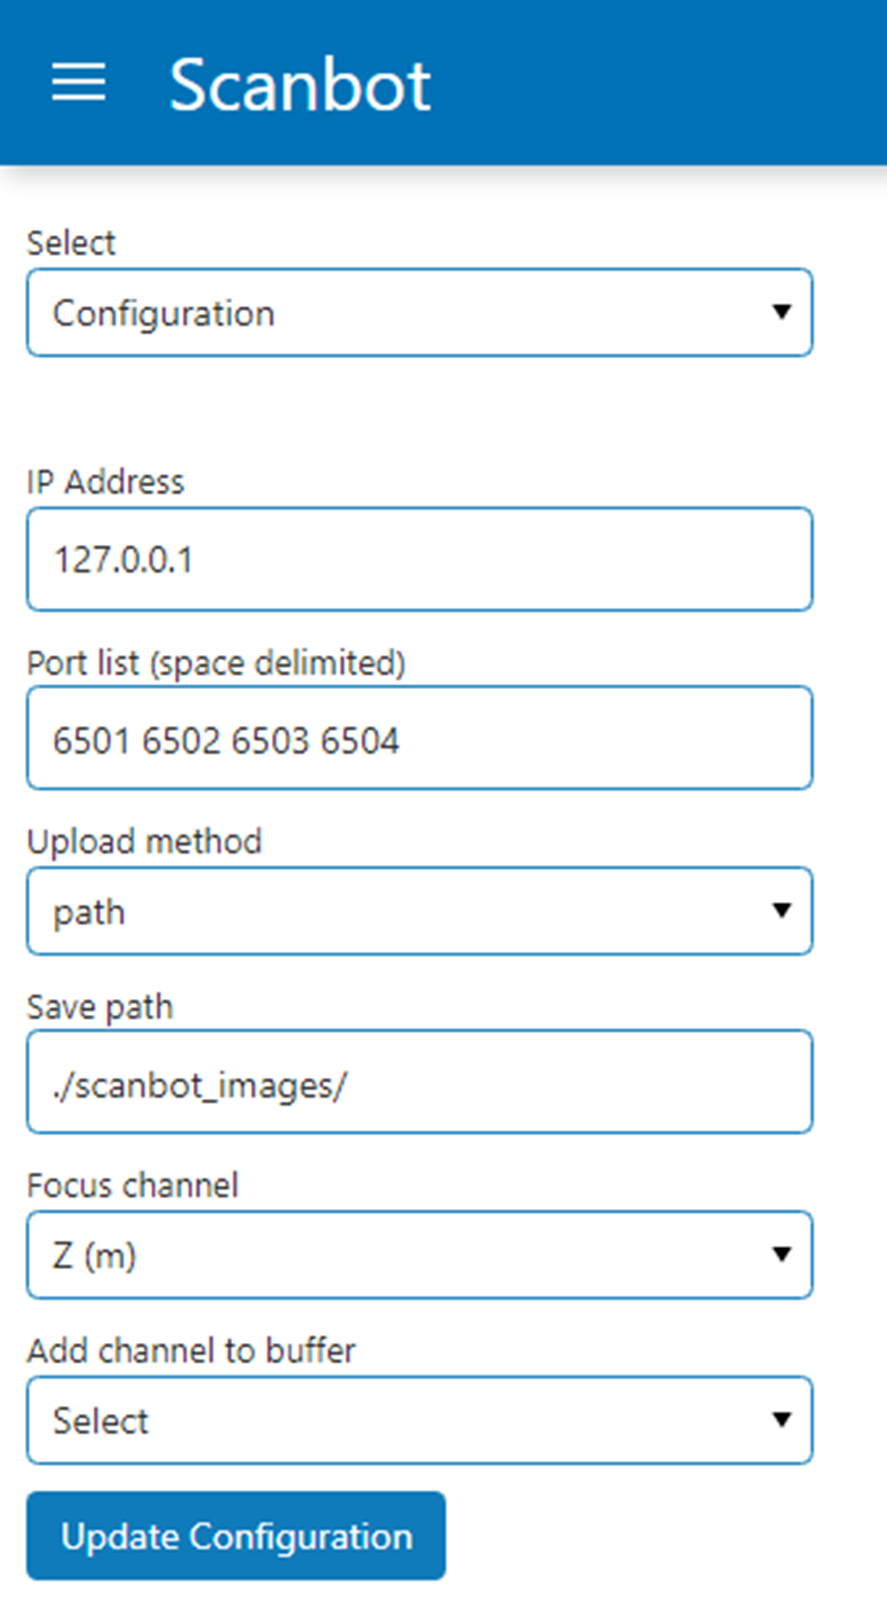 Scanbot
Select
Configuration
IP Address
127.0.0.1
Port list (space delimited)
6501 6502 6503 6504
Upload method
path
Save path
./scanbot_images/
Focus channel
Z (m)
Add channel to buffer
Select
Update Configuration